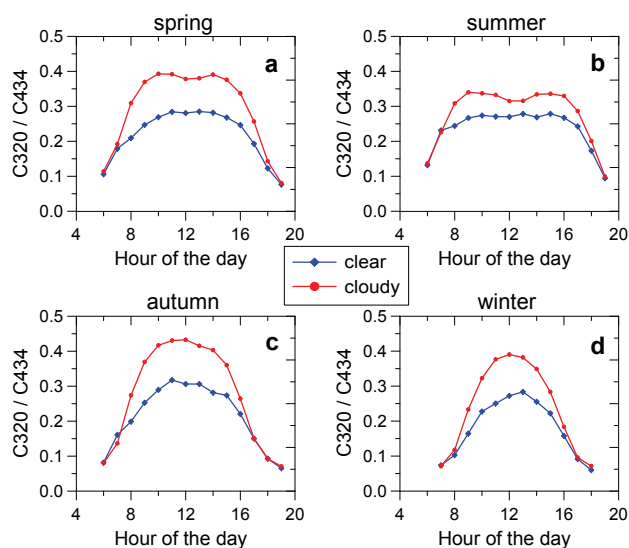 spring
summer
0.5
0.4
0.3
0.2
0.1
0.0
C320 / C434
a
4 8 12 16 20
Hour of the day
0.5
0.4
0.3
0.2
0.1
0.0
C320 / C434
b
4 8 12 16 20
Hour of the day
clear
cloudy
autumn
winter
0.5
0.4
0.3
0.2
0.1
0.0
C320 / C434
c
4 8 12 16 20
Hour of the day
0.5
0.4
0.3
0.2
0.1
0.0
C320 / C434
d
4 8 12 16 20
Hour of the day